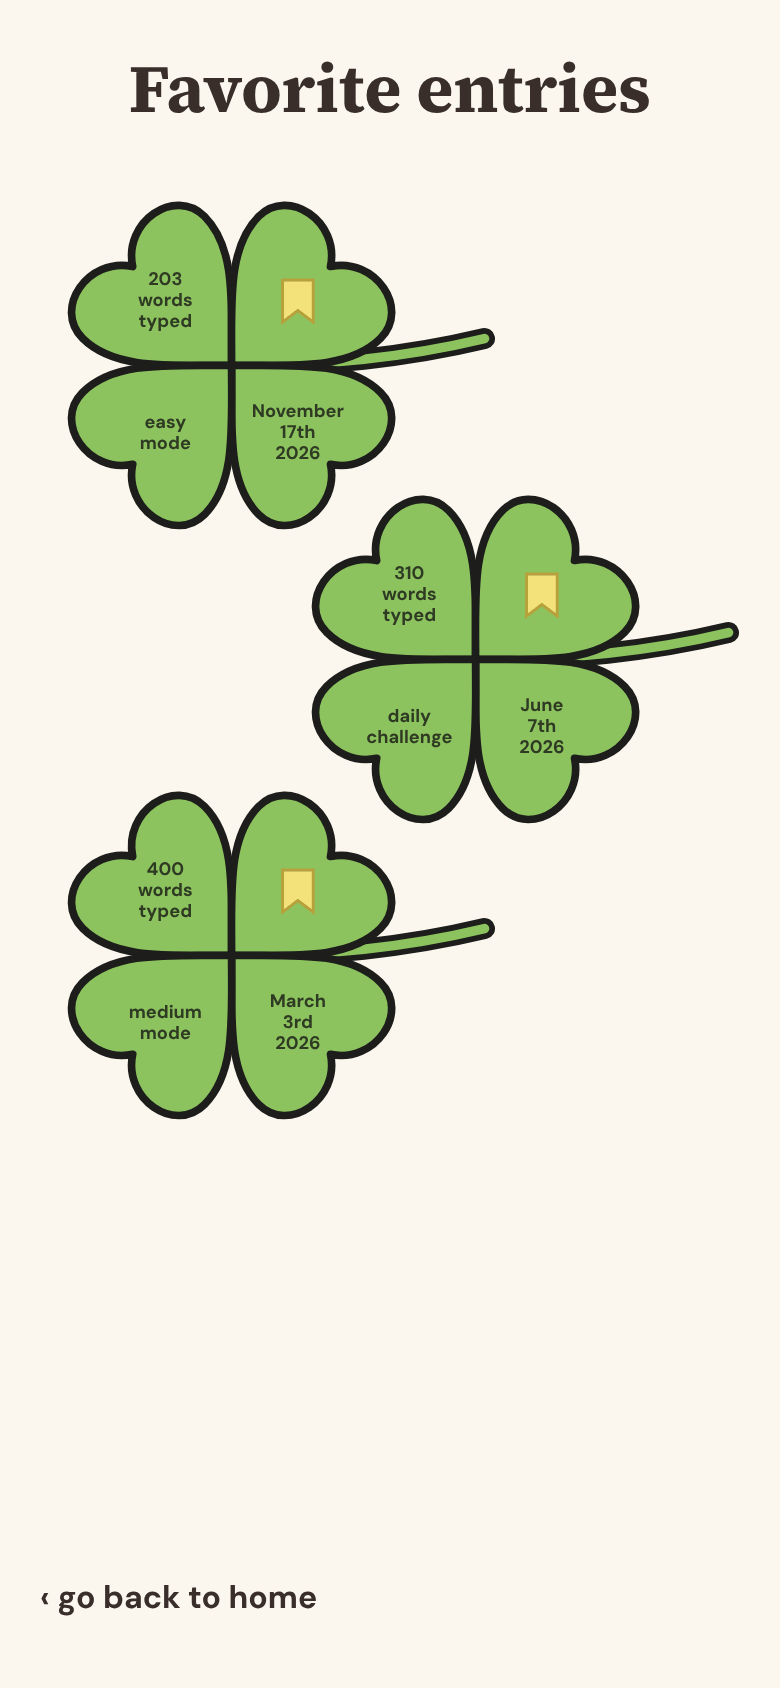 Favorite entries
203
words
typed
easy
mode
November
17th
2026
310
words
typed
daily
challenge
June
7th
2026
400
words
typed
medium
mode
March
3rd
2026
‹ go back to home